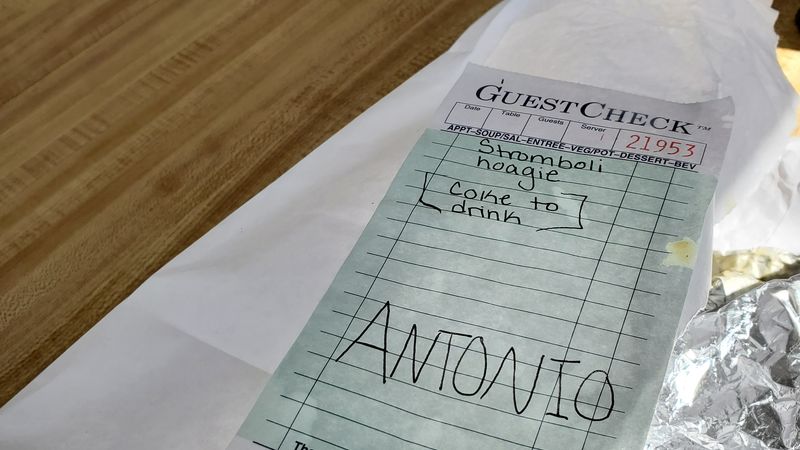 GUESTCHECK™
Date Table Guests Server 21953
APPT-SOUP/SAL-ENTREE-VEG/POT-DESSERT-BEV
Stromboli
hoagie
Coke to
drink
ANTONIO